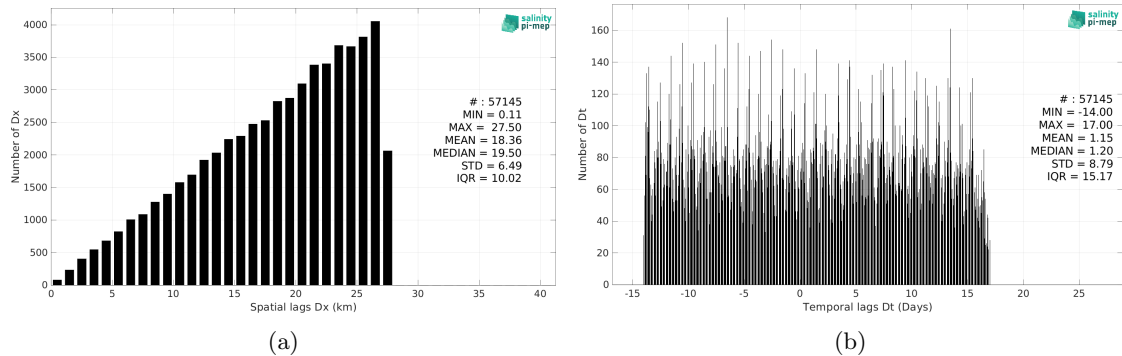 4000
3500
3000
2500
2000
1500
1000
500
0
Number of Dx
0 5 10 15 20 25 30 35 40
Spatial lags Dx (km)
salinity
pi-mep
# : 57145
MIN = 0.11
MAX = 27.50
MEAN = 18.36
MEDIAN = 19.50
STD = 6.49
IQR = 10.02
(a)
160
140
120
100
80
60
40
20
0
Number of Dt
-15 -10 -5 0 5 10 15 20 25
Temporal lags Dt (Days)
salinity
pi-mep
# : 57145
MIN = -14.00
MAX = 17.00
MEAN = 1.15
MEDIAN = 1.20
STD = 8.79
IQR = 15.17
(b)